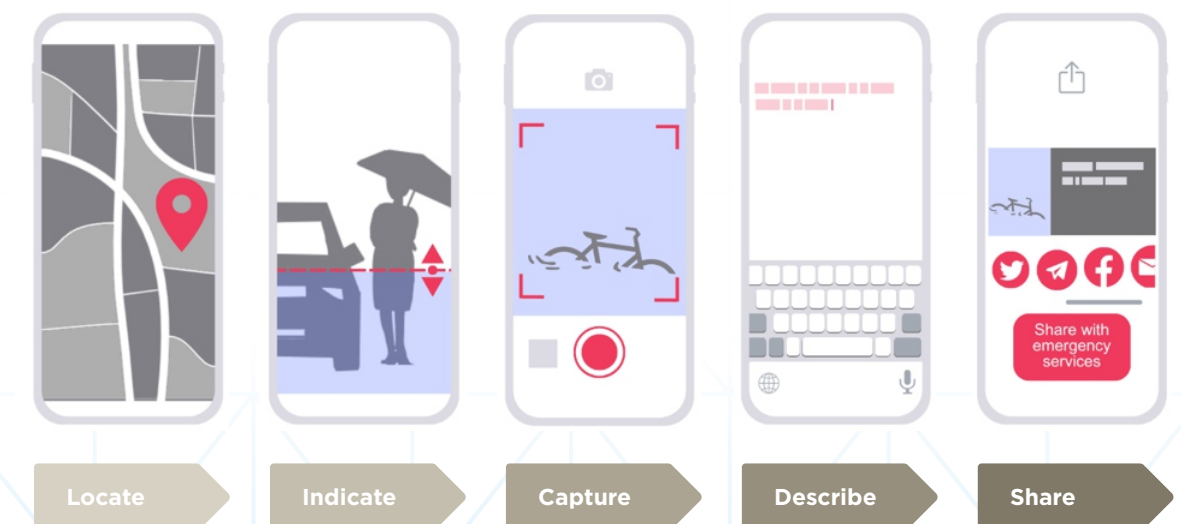 Share with
emergency
services
Locate
Indicate
Capture
Describe
Share